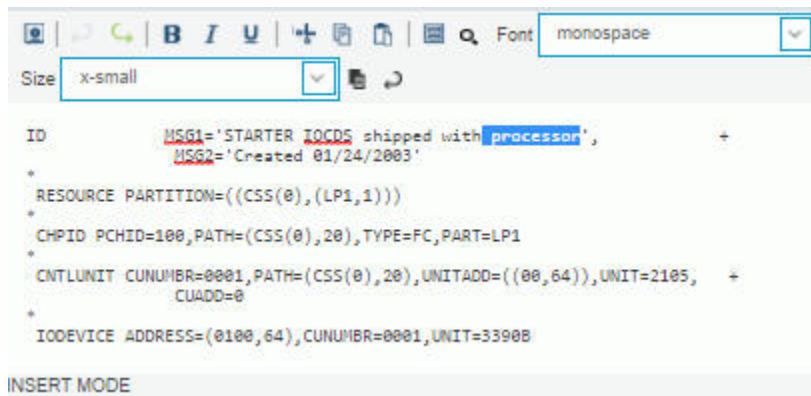 B I U Font monospace
Size x-small
ID MSG1='STARTER IOCDS shipped with processor', +
MSG2='Created 01/24/2003'
*
RESOURCE PARTITION=((CSS(0),(LP1,1)))
*
CHPID PCHID=100,PATH=(CSS(0),20),TYPE=FC,PART=LP1
*
CNTLUNIT CUNUMBR=0001,PATH=(CSS(0),20),UNITADD=((00,64)),UNIT=2105, +
CUADD=0
*
IODEVICE ADDRESS=(0100,64),CUNUMBR=0001,UNIT=3390B
INSERT MODE